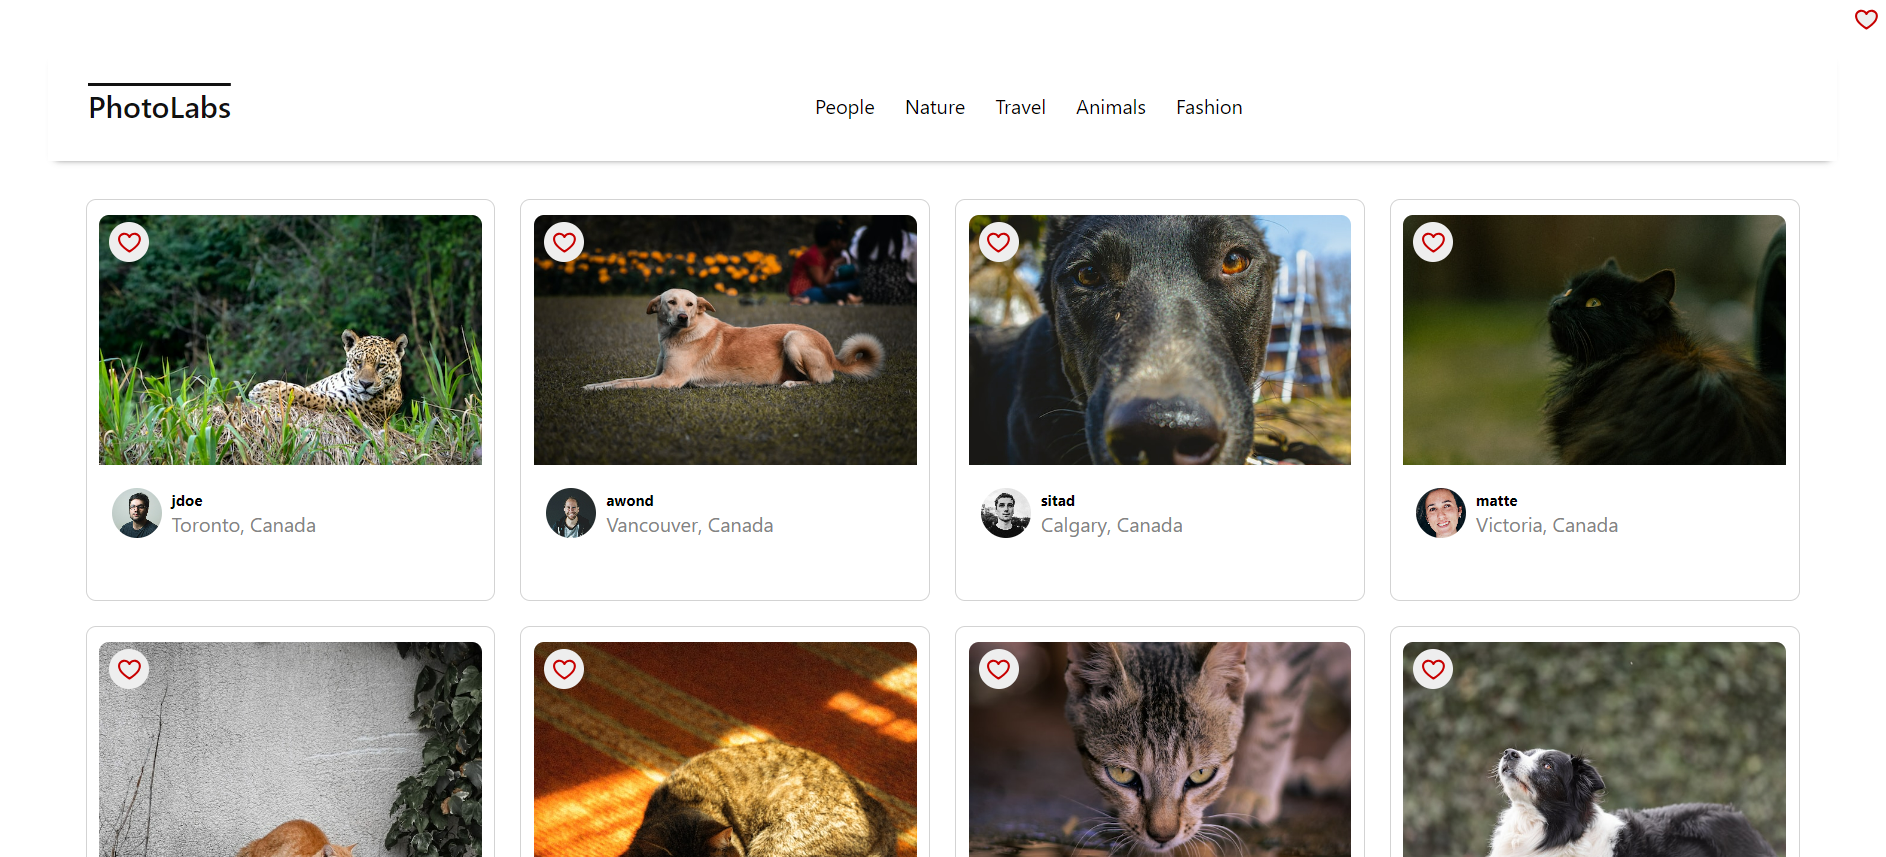 PhotoLabs
People Nature Travel Animals Fashion
jdoe
Toronto, Canada
awond
Vancouver, Canada
sitad
Calgary, Canada
matte
Victoria, Canada